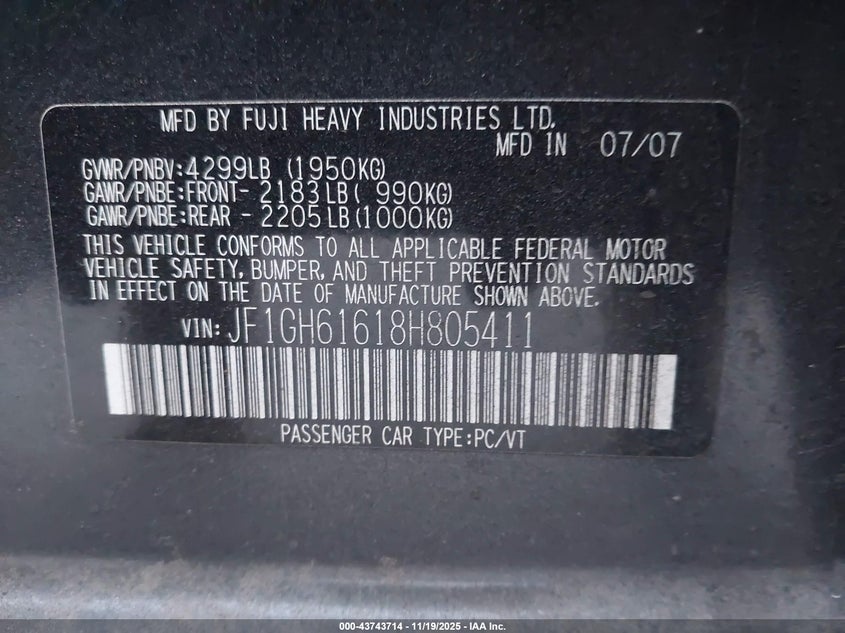 MFD BY FUJI HEAVY INDUSTRIES LTD.
MFD IN 07/07
GVWR/PNBV:4299LB (1950KG)
GAWR/PNBE:FRONT- 2183LB( 990KG)
GAWR/PNBE:REAR - 2205LB(1000KG)
THIS VEHICLE CONFORMS TO ALL APPLICABLE FEDERAL MOTOR
VEHICLE SAFETY, BUMPER, AND THEFT PREVENTION STANDARDS
IN EFFECT ON THE DATE OF MANUFACTURE SHOWN ABOVE.
VIN: JF1GH61618H805411
PASSENGER CAR TYPE:PC/VT
000-43743714 - 11/19/2025 - IAA Inc.